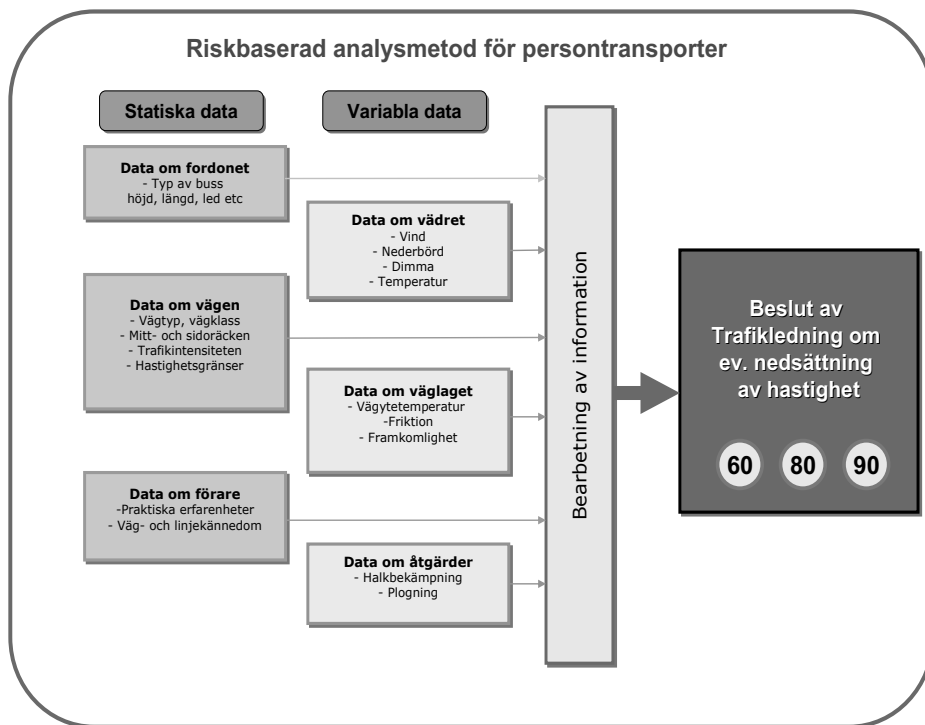 Riskbaserad analysmetod för persontransporter
Statiska data
Variabla data
Data om fordonet
- Typ av buss
höjd, längd, led etc
Data om vädret
- Vind
- Nederbörd
- Dimma
- Temperatur
Data om vägen
- Vägtyp, vägklass
- Mitt- och sidoräcken
- Trafikintensiteten
- Hastighetsgränser
Data om väglaget
- Vägytetemperatur
-Friktion
- Framkomlighet
Data om förare
-Praktiska erfarenheter
- Väg- och linjekännedom
Data om åtgärder
- Halkbekämpning
- Plogning
Bearbetning av information
Beslut av
Trafikledning om
ev. nedsättning
av hastighet
60 80 90